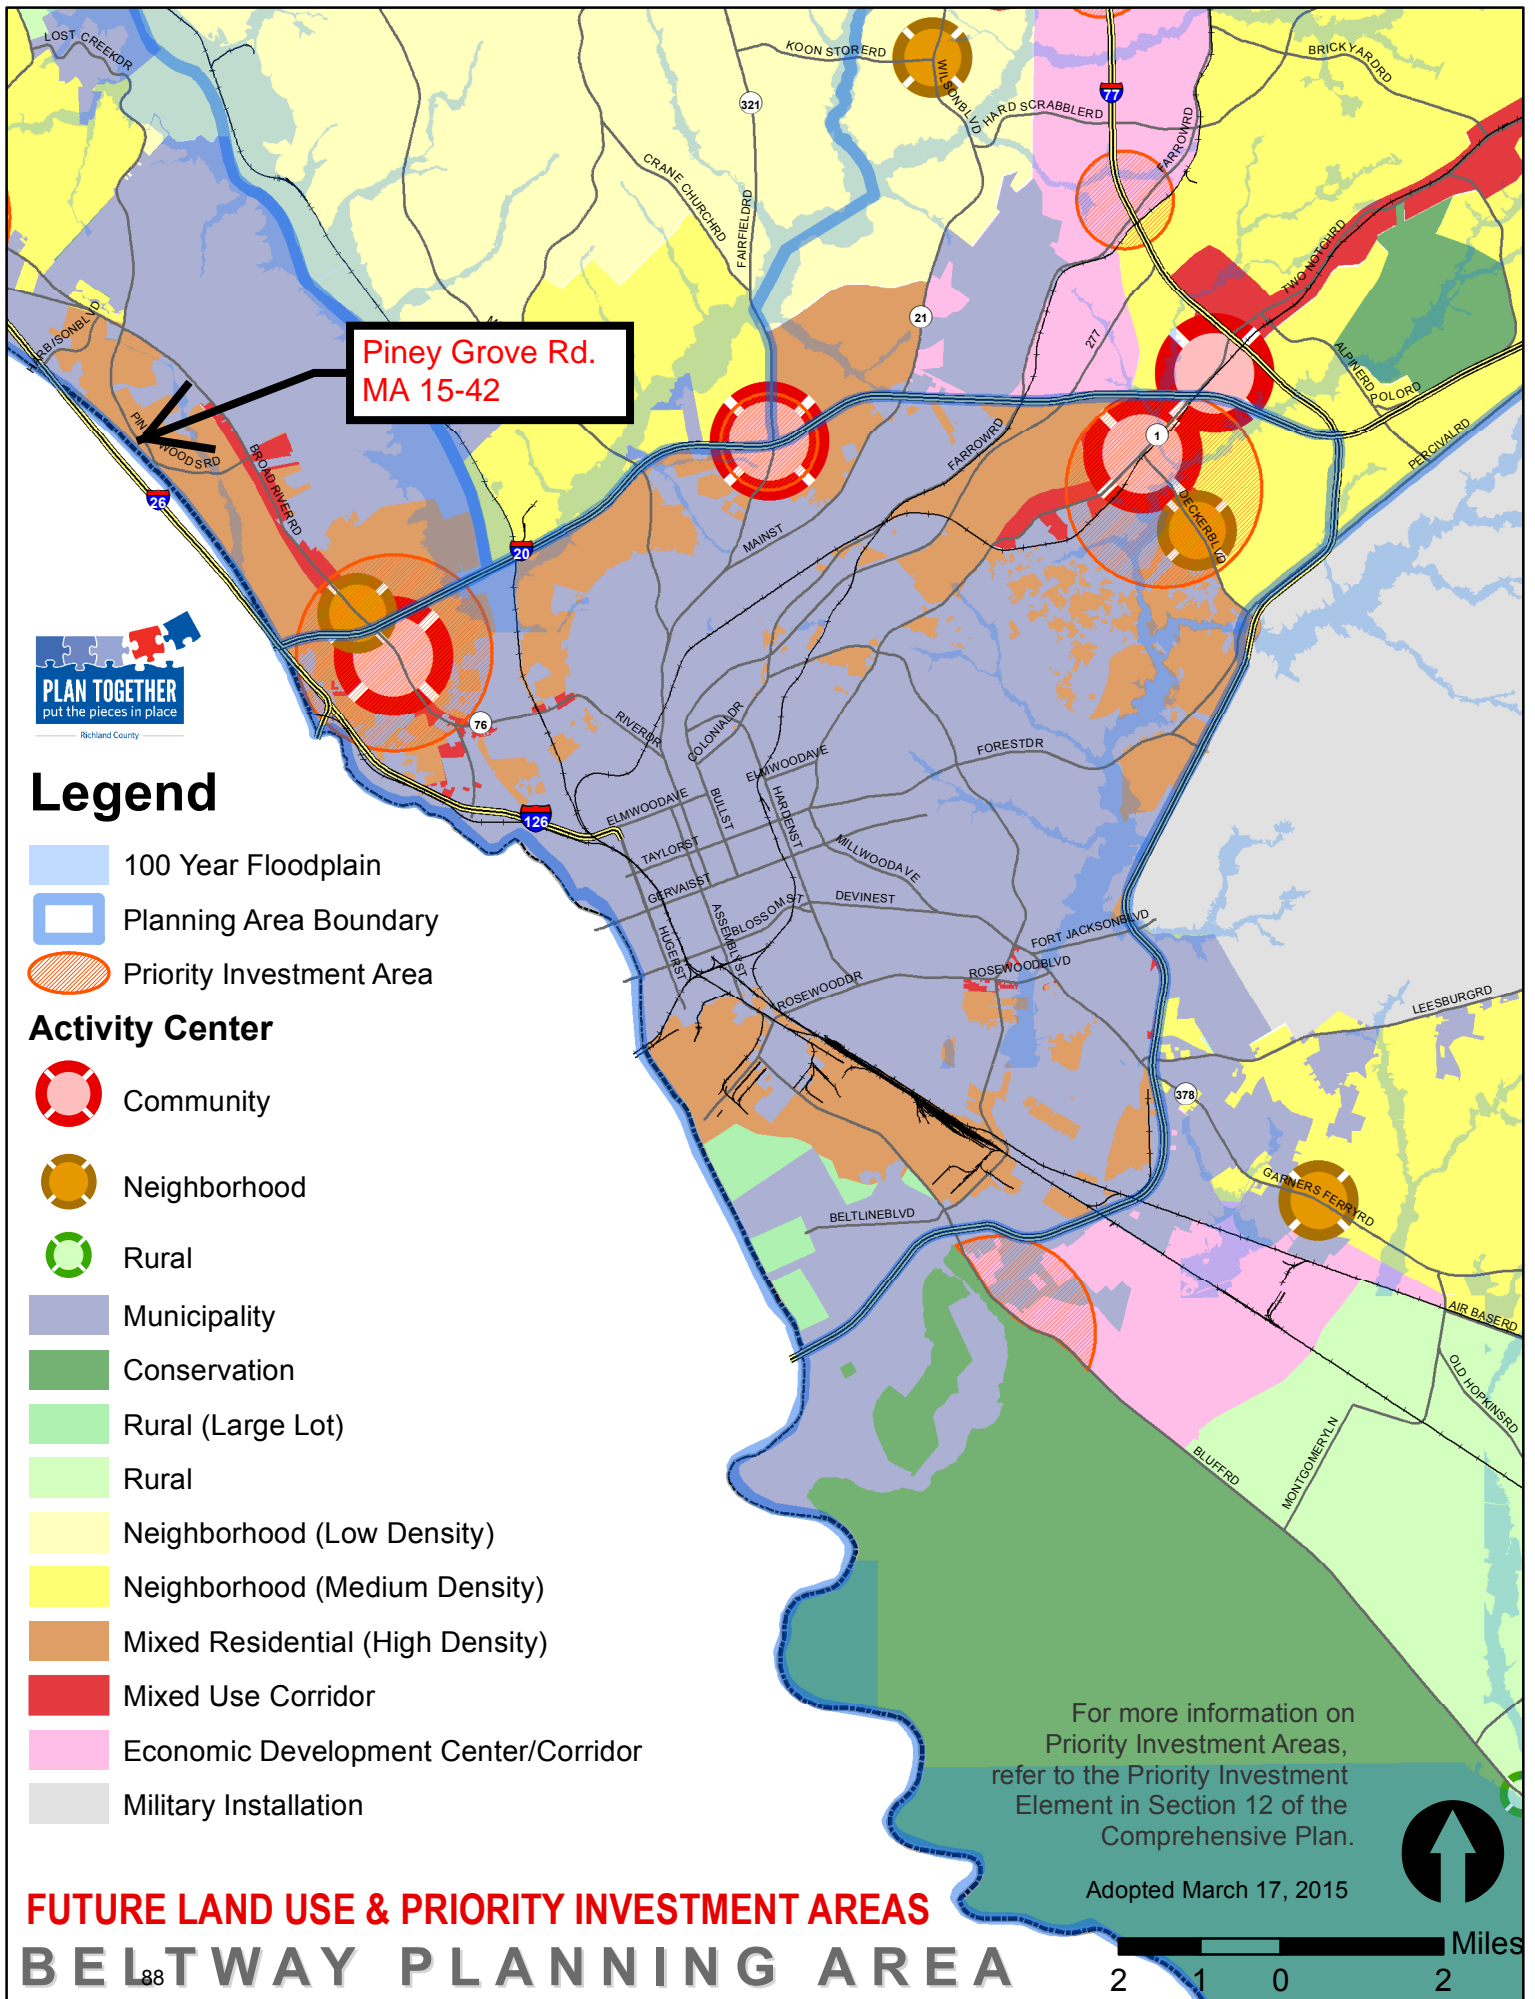 LOST CREEKDR
KOON STORERD
WILSONBLVD
BRICKYARDRD
321
77
HARD SCRABBLERD
FARROWRD
CRANE CHURCHRD
FAIRFIELDRD
TWO NOTCHRD
HARBISONBLVD
21
277
Piney Grove Rd.
MA 15-42
ALPINERD
POLORD
WOODSRD
BROAD RIVERRD
FARROWRD
1
PERCIVALRD
26
DECKERBLVD
20
MAINST
PLAN TOGETHER
put the pieces in place
Richland County
76
RIVERDR
COLONIALDR
ELMWOODAVE
FORESTDR
126
ELMWOODAVE
BULLST
HARDENST
TAYLORST
MILLWOODAVE
GERVAISST
DEVINEST
BLOSSOMST
ASSEMBLYST
HUGERST
FORT JACKSONBLVD
ROSEWOODBLVD
ROSEWOODDR
LEESBURGRD
378
GARNERS FERRYRD
BELTLINEBLVD
AIR BASERD
OLD HOPKINSRD
MONTGOMERYLN
BLUFFRD
Legend
100 Year Floodplain
Planning Area Boundary
Priority Investment Area
Activity Center
Community
Neighborhood
Rural
Municipality
Conservation
Rural (Large Lot)
Rural
Neighborhood (Low Density)
Neighborhood (Medium Density)
Mixed Residential (High Density)
Mixed Use Corridor
Economic Development Center/Corridor
Military Installation
For more information on
Priority Investment Areas,
refer to the Priority Investment
Element in Section 12 of the
Comprehensive Plan.
Adopted March 17, 2015
FUTURE LAND USE & PRIORITY INVESTMENT AREAS
BELTWAY PLANNING AREA
88
Miles
2 1 0 2